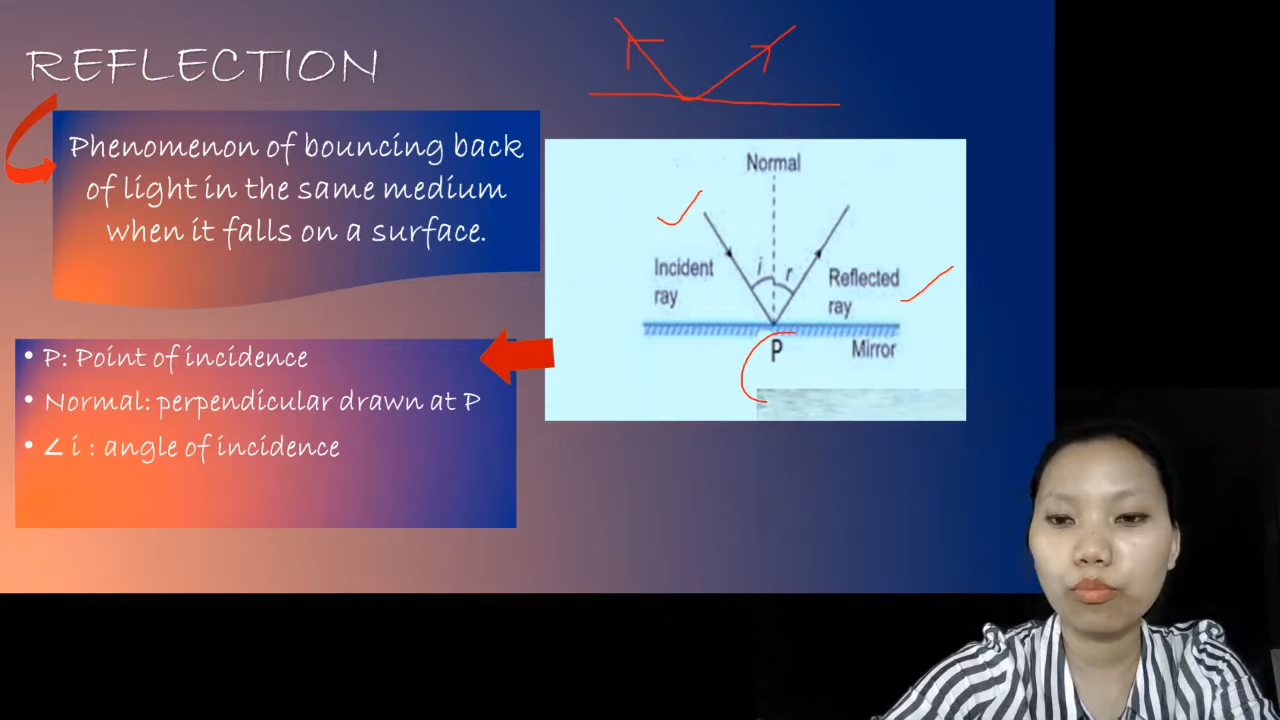 REFLECTION
Phenomenon of bouncing back
of light in the same medium
when it falls on a surface.
• P: Point of incidence
• Normal: perpendicular drawn at P
• ∠ i : angle of incidence
Normal
i r
Incident
ray
Reflected
ray
P
Mirror